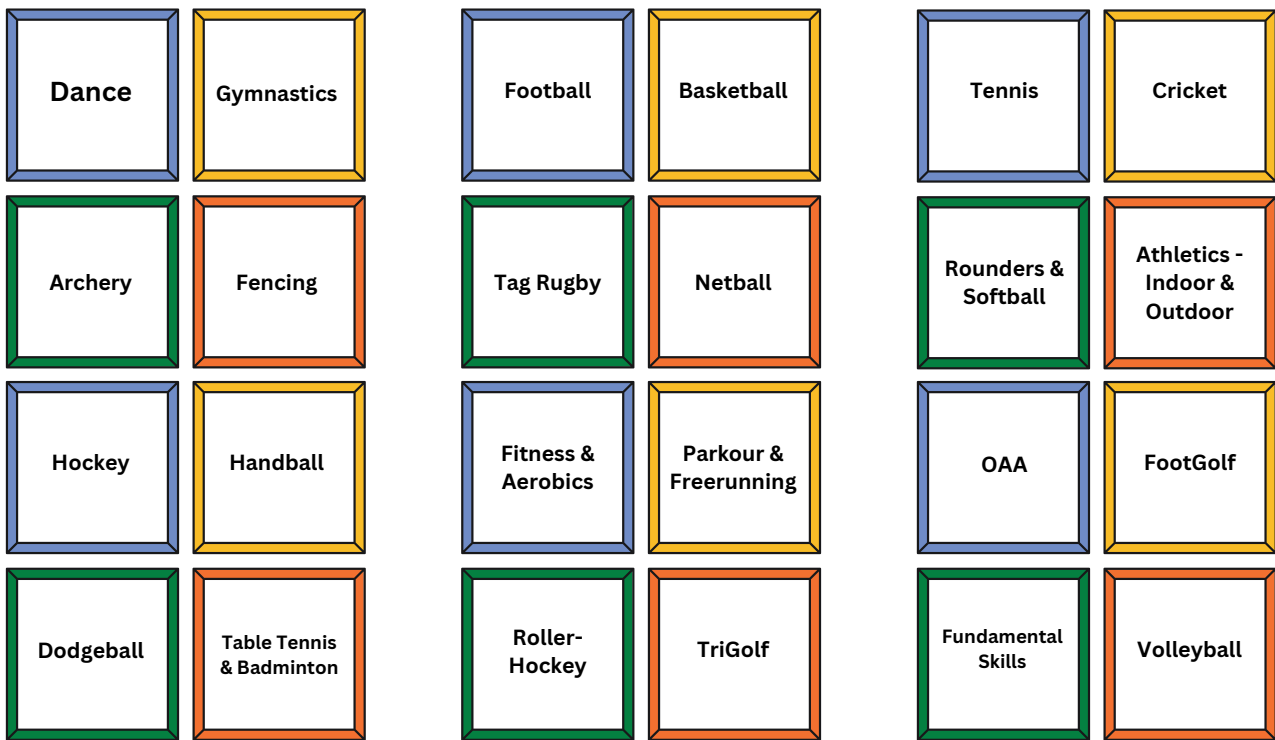 Dance
Gymnastics
Football
Basketball
Tennis
Cricket
Archery
Fencing
Tag Rugby
Netball
Rounders &
Softball
Athletics -
Indoor &
Outdoor
Hockey
Handball
Fitness &
Aerobics
Parkour &
Freerunning
OAA
FootGolf
Dodgeball
Table Tennis
& Badminton
Roller-
Hockey
TriGolf
Fundamental
Skills
Volleyball